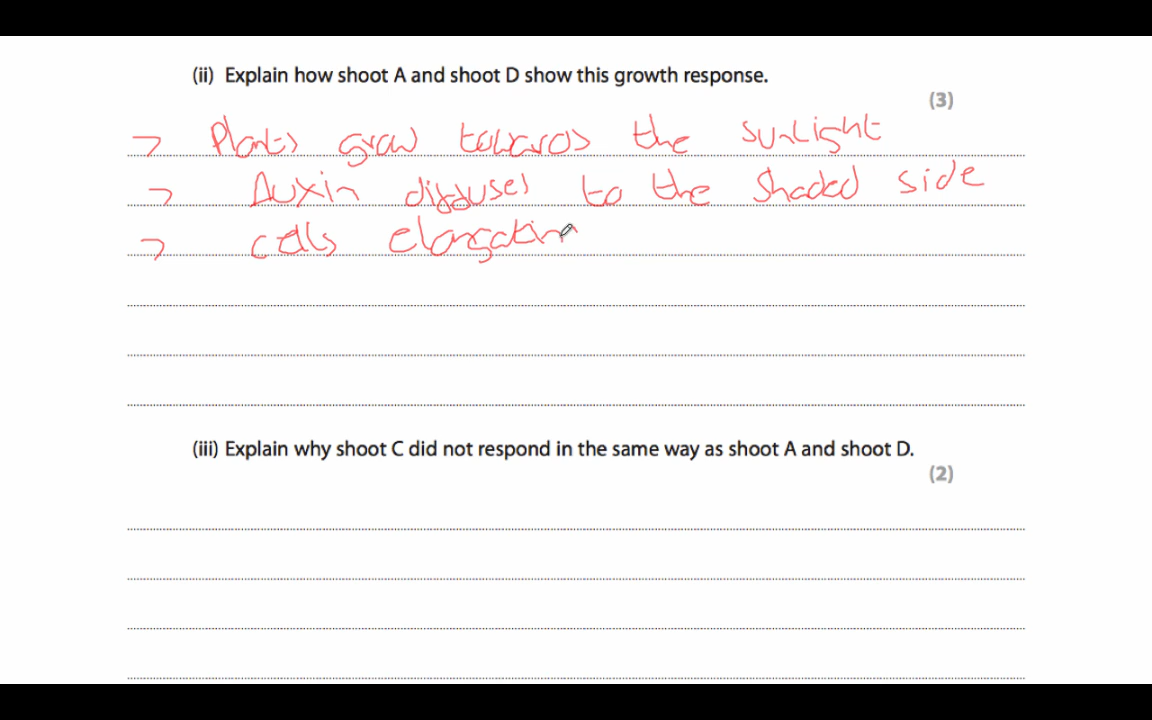 (ii) Explain how shoot A and shoot D show this growth response.
(3)
→ Plants grow towards the sunlight
→ Auxin diffuses to the shaded side
→ cells elongatin
(iii) Explain why shoot C did not respond in the same way as shoot A and shoot D.
(2)